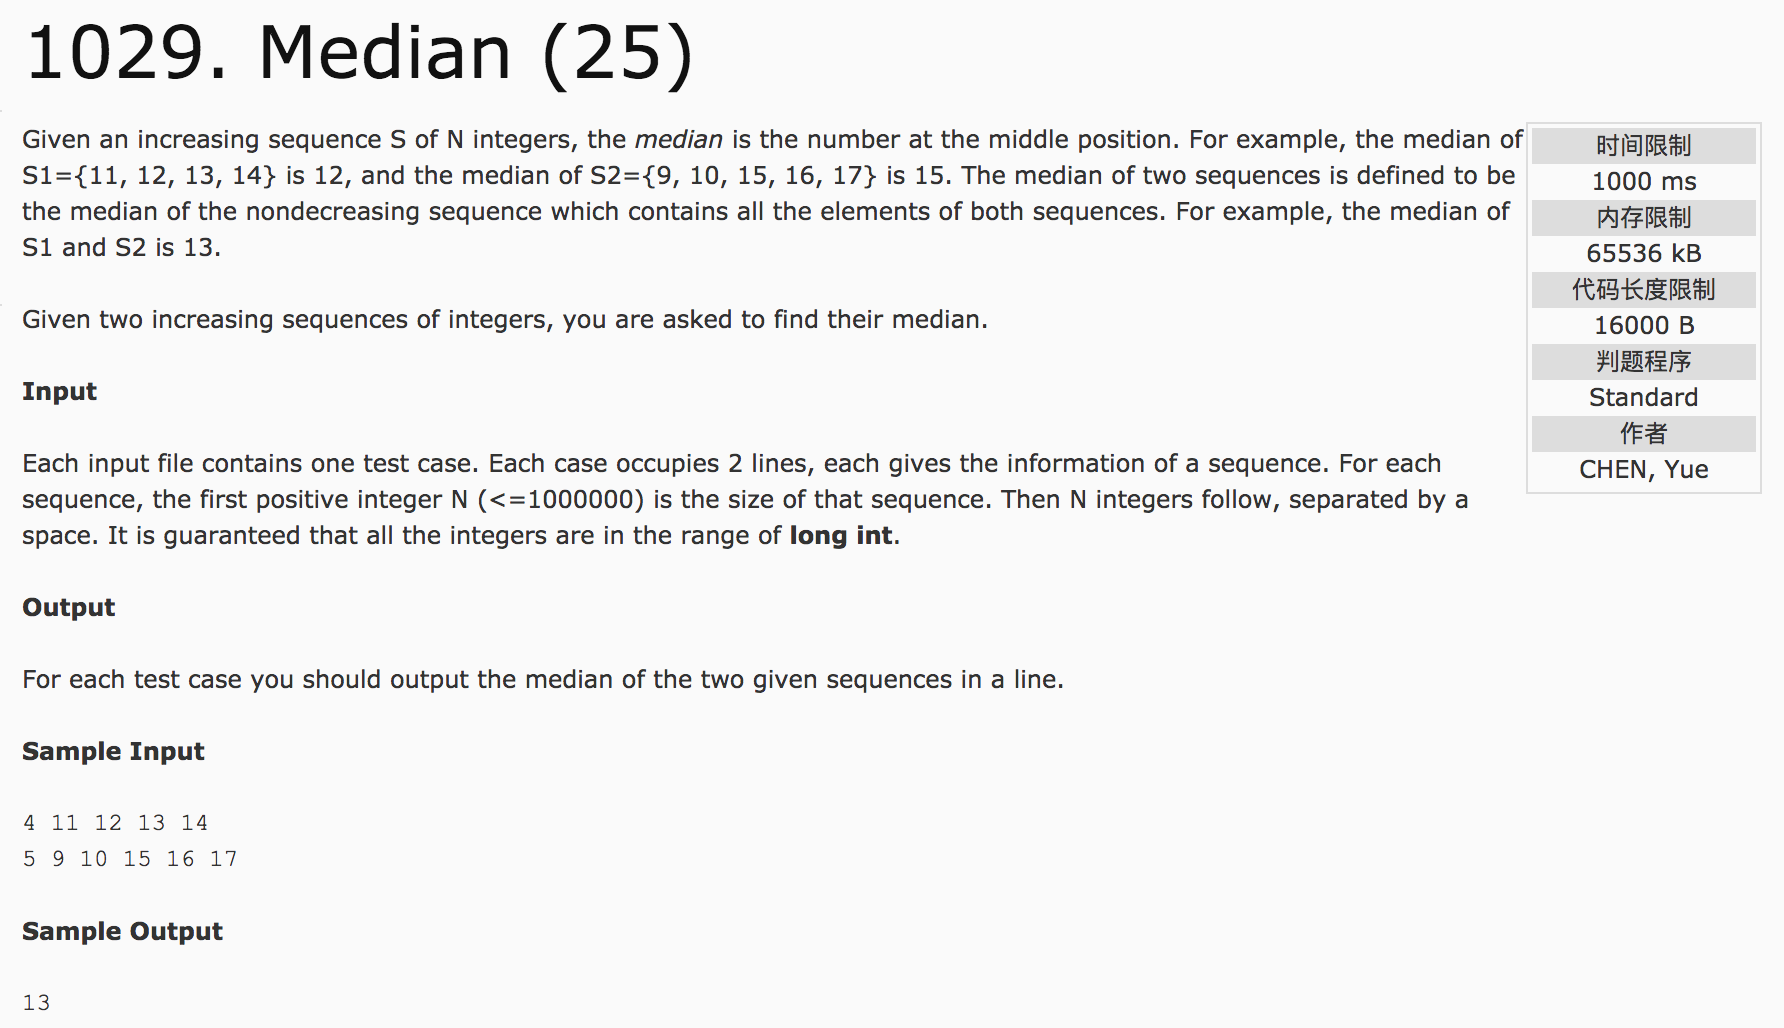 1029. Median (25)
Given an increasing sequence S of N integers, the median is the number at the middle position. For example, the median of
S1={11, 12, 13, 14} is 12, and the median of S2={9, 10, 15, 16, 17} is 15. The median of two sequences is defined to be
the median of the nondecreasing sequence which contains all the elements of both sequences. For example, the median of
S1 and S2 is 13.
Given two increasing sequences of integers, you are asked to find their median.
Input
Each input file contains one test case. Each case occupies 2 lines, each gives the information of a sequence. For each
sequence, the first positive integer N (<=1000000) is the size of that sequence. Then N integers follow, separated by a
space. It is guaranteed that all the integers are in the range of long int.
Output
For each test case you should output the median of the two given sequences in a line.
Sample Input
4 11 12 13 14
5 9 10 15 16 17
Sample Output
13
时间限制
1000 ms
内存限制
65536 kB
代码长度限制
16000 B
判题程序
Standard
作者
CHEN, Yue